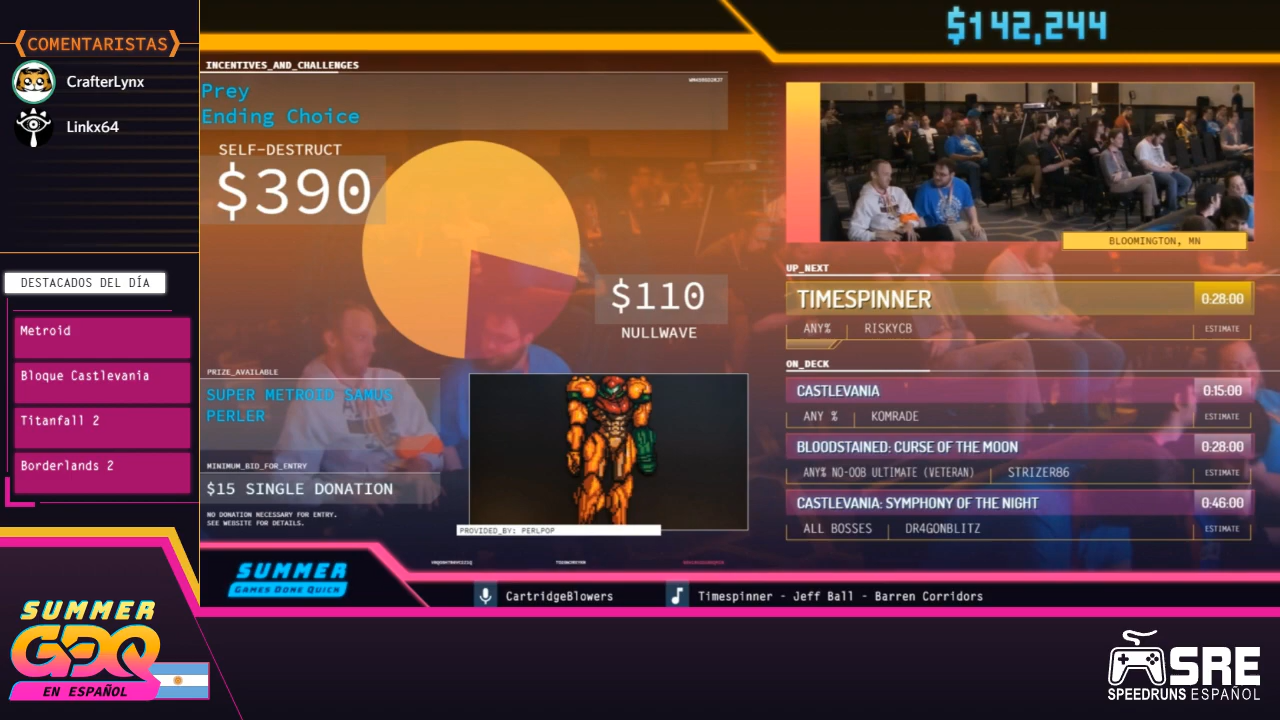 COMENTARISTAS
CrafterLynx
Linkx64
DESTACADOS DEL DÍA
Metroid
Bloque Castlevania
Titanfall 2
Borderlands 2
SUMMER
GDQ
EN ESPAÑOL
$142,244
INCENTIVES_AND_CHALLENGES
Prey
Ending Choice
SELF-DESTRUCT
$390
$110
NULLWAVE
PRIZE_AVAILABLE
SUPER METROID SAMUS
PERLER
MINIMUM_BID_FOR_ENTRY
$15 SINGLE DONATION
NO DONATION NECESSARY FOR ENTRY.
SEE WEBSITE FOR DETAILS.
PROVIDED_BY: PERLPOP
BLOOMINGTON, MN
UP_NEXT
TIMESPINNER 0:28:00
ANY% RISKYCB ESTIMATE
ON_DECK
CASTLEVANIA 0:15:00
ANY % KOMRADE ESTIMATE
BLOODSTAINED: CURSE OF THE MOON 0:28:00
ANY% NO-OOB ULTIMATE (VETERAN) STRIZER86 ESTIMATE
CASTLEVANIA: SYMPHONY OF THE NIGHT 0:46:00
ALL BOSSES DR4GONBLITZ ESTIMATE
SUMMER
GAMES DONE QUICK
CartridgeBlowers
Timespinner - Jeff Ball - Barren Corridors
SRE
SPEEDRUNS ESPAÑOL